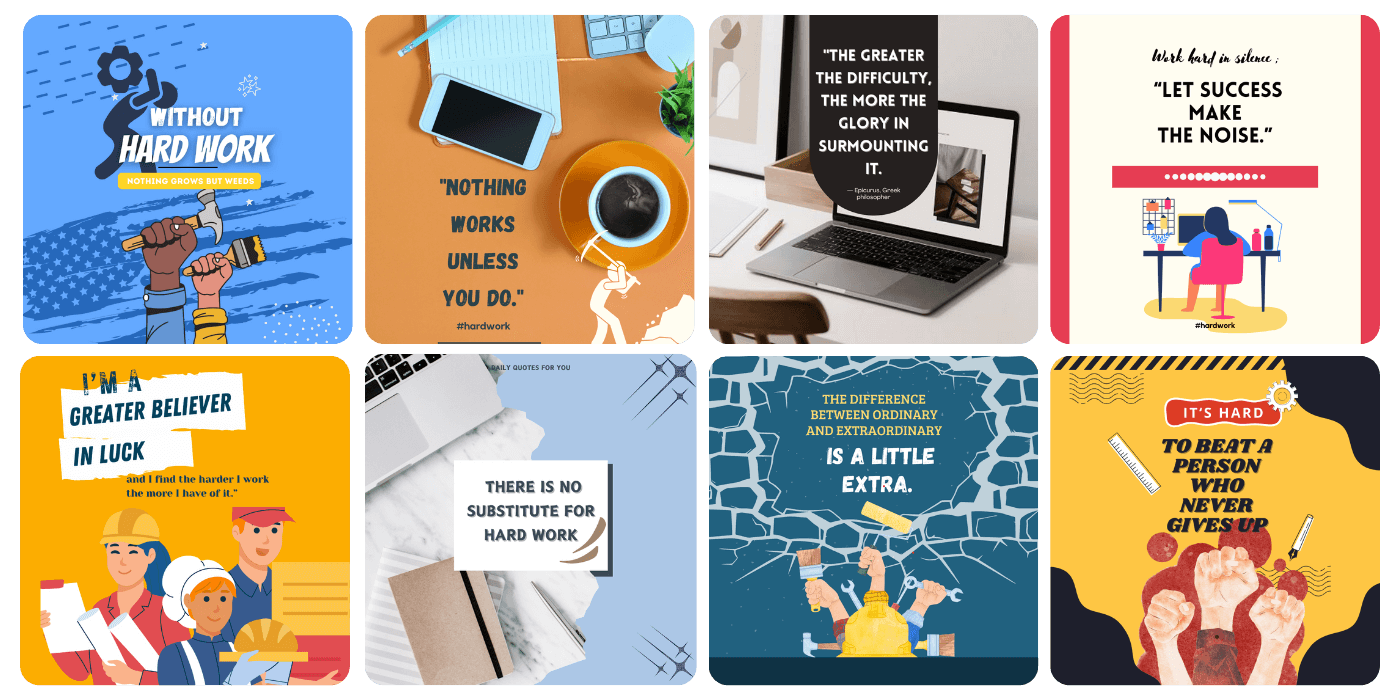 WITHOUT
HARD WORK
NOTHING GROWS BUT WEEDS
"NOTHING
WORKS
UNLESS
YOU DO."
#hardwork
"THE GREATER
THE DIFFICULTY,
THE MORE THE
GLORY IN
SURMOUNTING
IT.
— Epicurus, Greek
philosopher
Work hard in silence ;
"LET SUCCESS
MAKE
THE NOISE."
#hardwork
I'M A
GREATER BELIEVER
IN LUCK
and I find the harder I work
the more I have of it."
DAILY QUOTES FOR YOU
THERE IS NO
SUBSTITUTE FOR
HARD WORK
THE DIFFERENCE
BETWEEN ORDINARY
AND EXTRAORDINARY
IS A LITTLE
EXTRA.
IT'S HARD
TO BEAT A
PERSON
WHO
NEVER
GIVES UP